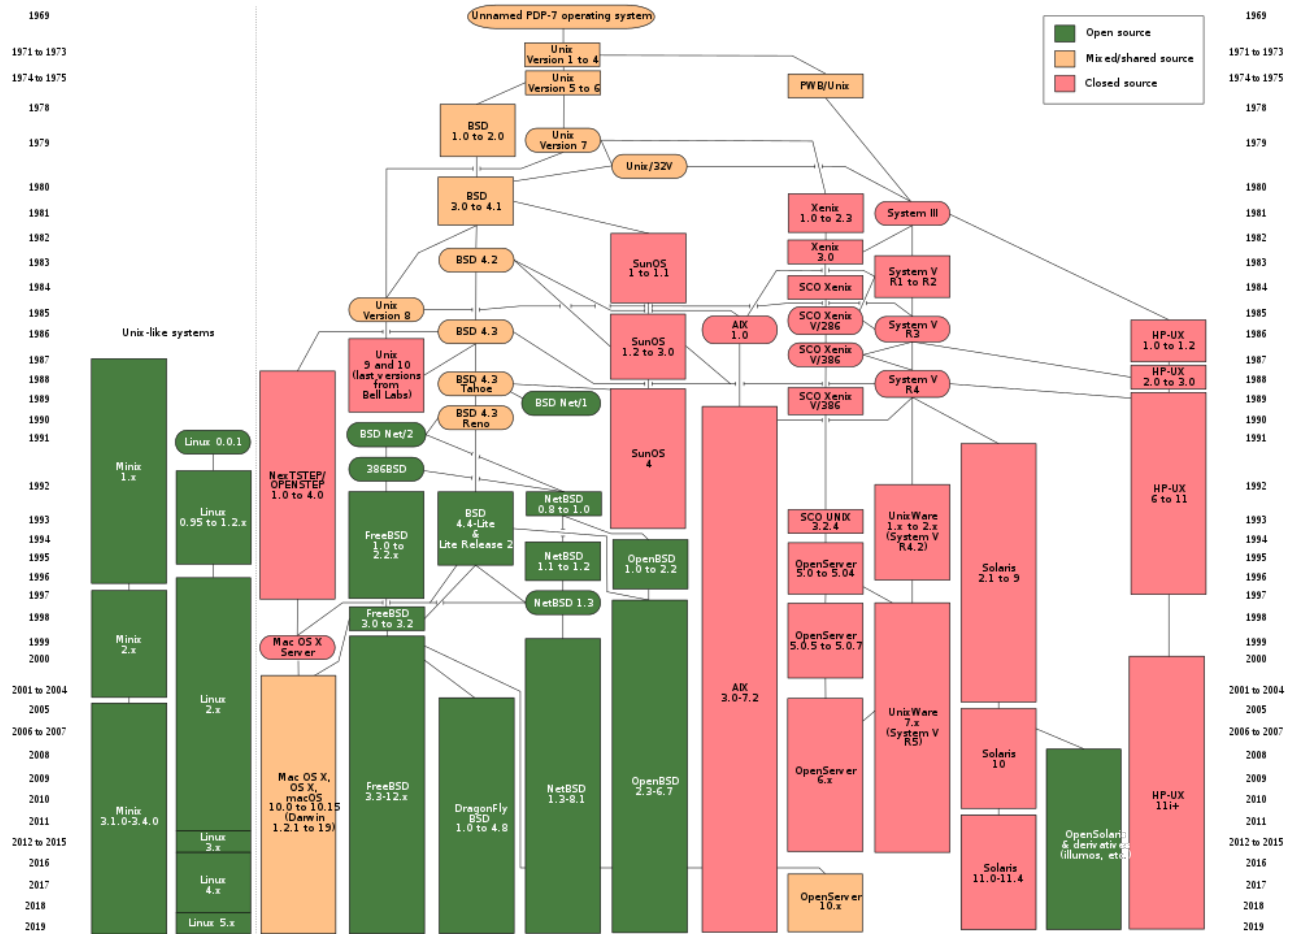 1969
Unnamed PDP-7 operating system
1969
Open source
Mixed/shared source
Closed source
1971 to 1973
Unix
Version 1 to 4
1971 to 1973
1974 to 1975
Unix
Version 5 to 6
PWB/Unix
1974 to 1975
1978
BSD
1.0 to 2.0
1978
1979
Unix
Version 7
1979
Unix/32V
1980
BSD
3.0 to 4.1
1980
1981
Xenix
1.0 to 2.3
System III
1981
1982
Xenix
3.0
1982
1983
BSD 4.2
SunOS
1 to 1.1
System V
R1 to R2
1983
1984
SCO Xenix
1984
1985
Unix
Version 8
SCO Xenix
V/286
1985
1986
Unix-like systems
BSD 4.3
SunOS
1.2 to 3.0
AIX
1.0
System V
R3
HP-UX
1.0 to 1.2
1986
1987
Unix
9 and 10
(last versions
from
Bell Labs)
SCO Xenix
V/386
1987
1988
BSD 4.3
Tahoe
System V
R4
HP-UX
2.0 to 3.0
1988
1989
BSD Net/1
SCO Xenix
V/386
1989
1990
BSD 4.3
Reno
1990
1991
Linux 0.0.1
BSD Net/2
1991
Minix
1.x
386BSD
SunOS
4
NexTSTEP/
OPENSTEP
1.0 to 4.0
1992
NetBSD
0.8 to 1.0
HP-UX
6 to 11
1992
1993
Linux
0.95 to 1.2.x
BSD
4.4-Lite
&
Lite Release 2
SCO UNIX
3.2.4
UnixWare
1.x to 2.x
(System V
R4.2)
1993
1994
FreeBSD
1.0 to
2.2.x
1994
1995
NetBSD
1.1 to 1.2
OpenBSD
1.0 to 2.2
OpenServer
5.0 to 5.04
Solaris
2.1 to 9
1995
1996
1996
1997
NetBSD 1.3
1997
1998
FreeBSD
3.0 to 3.2
1998
1999
Minix
2.x
Mac OS X
Server
OpenServer
5.0.5 to 5.0.7
1999
2000
2000
2001 to 2004
Linux
2.x
AIX
3.0-7.2
2001 to 2004
2005
UnixWare
7.x
(System V
R5)
2005
2006 to 2007
2006 to 2007
2008
Solaris
10
2008
2009
Mac OS X,
OS X,
macOS
10.0 to 10.15
(Darwin
1.2.1 to 19)
FreeBSD
3.3-12.x
NetBSD
1.3-8.1
OpenBSD
2.3-6.7
OpenServer
6.x
2009
2010
Minix
3.1.0-3.4.0
DragonFly
BSD
1.0 to 4.8
HP-UX
11i+
2010
2011
2011
2012 to 2015
Linux
3.x
OpenSolaris
& derivatives
(illumos, etc.)
2012 to 2015
2016
Solaris
11.0-11.4
2016
2017
Linux
4.x
2017
2018
OpenServer
10.x
2018
2019
Linux 5.x
2019